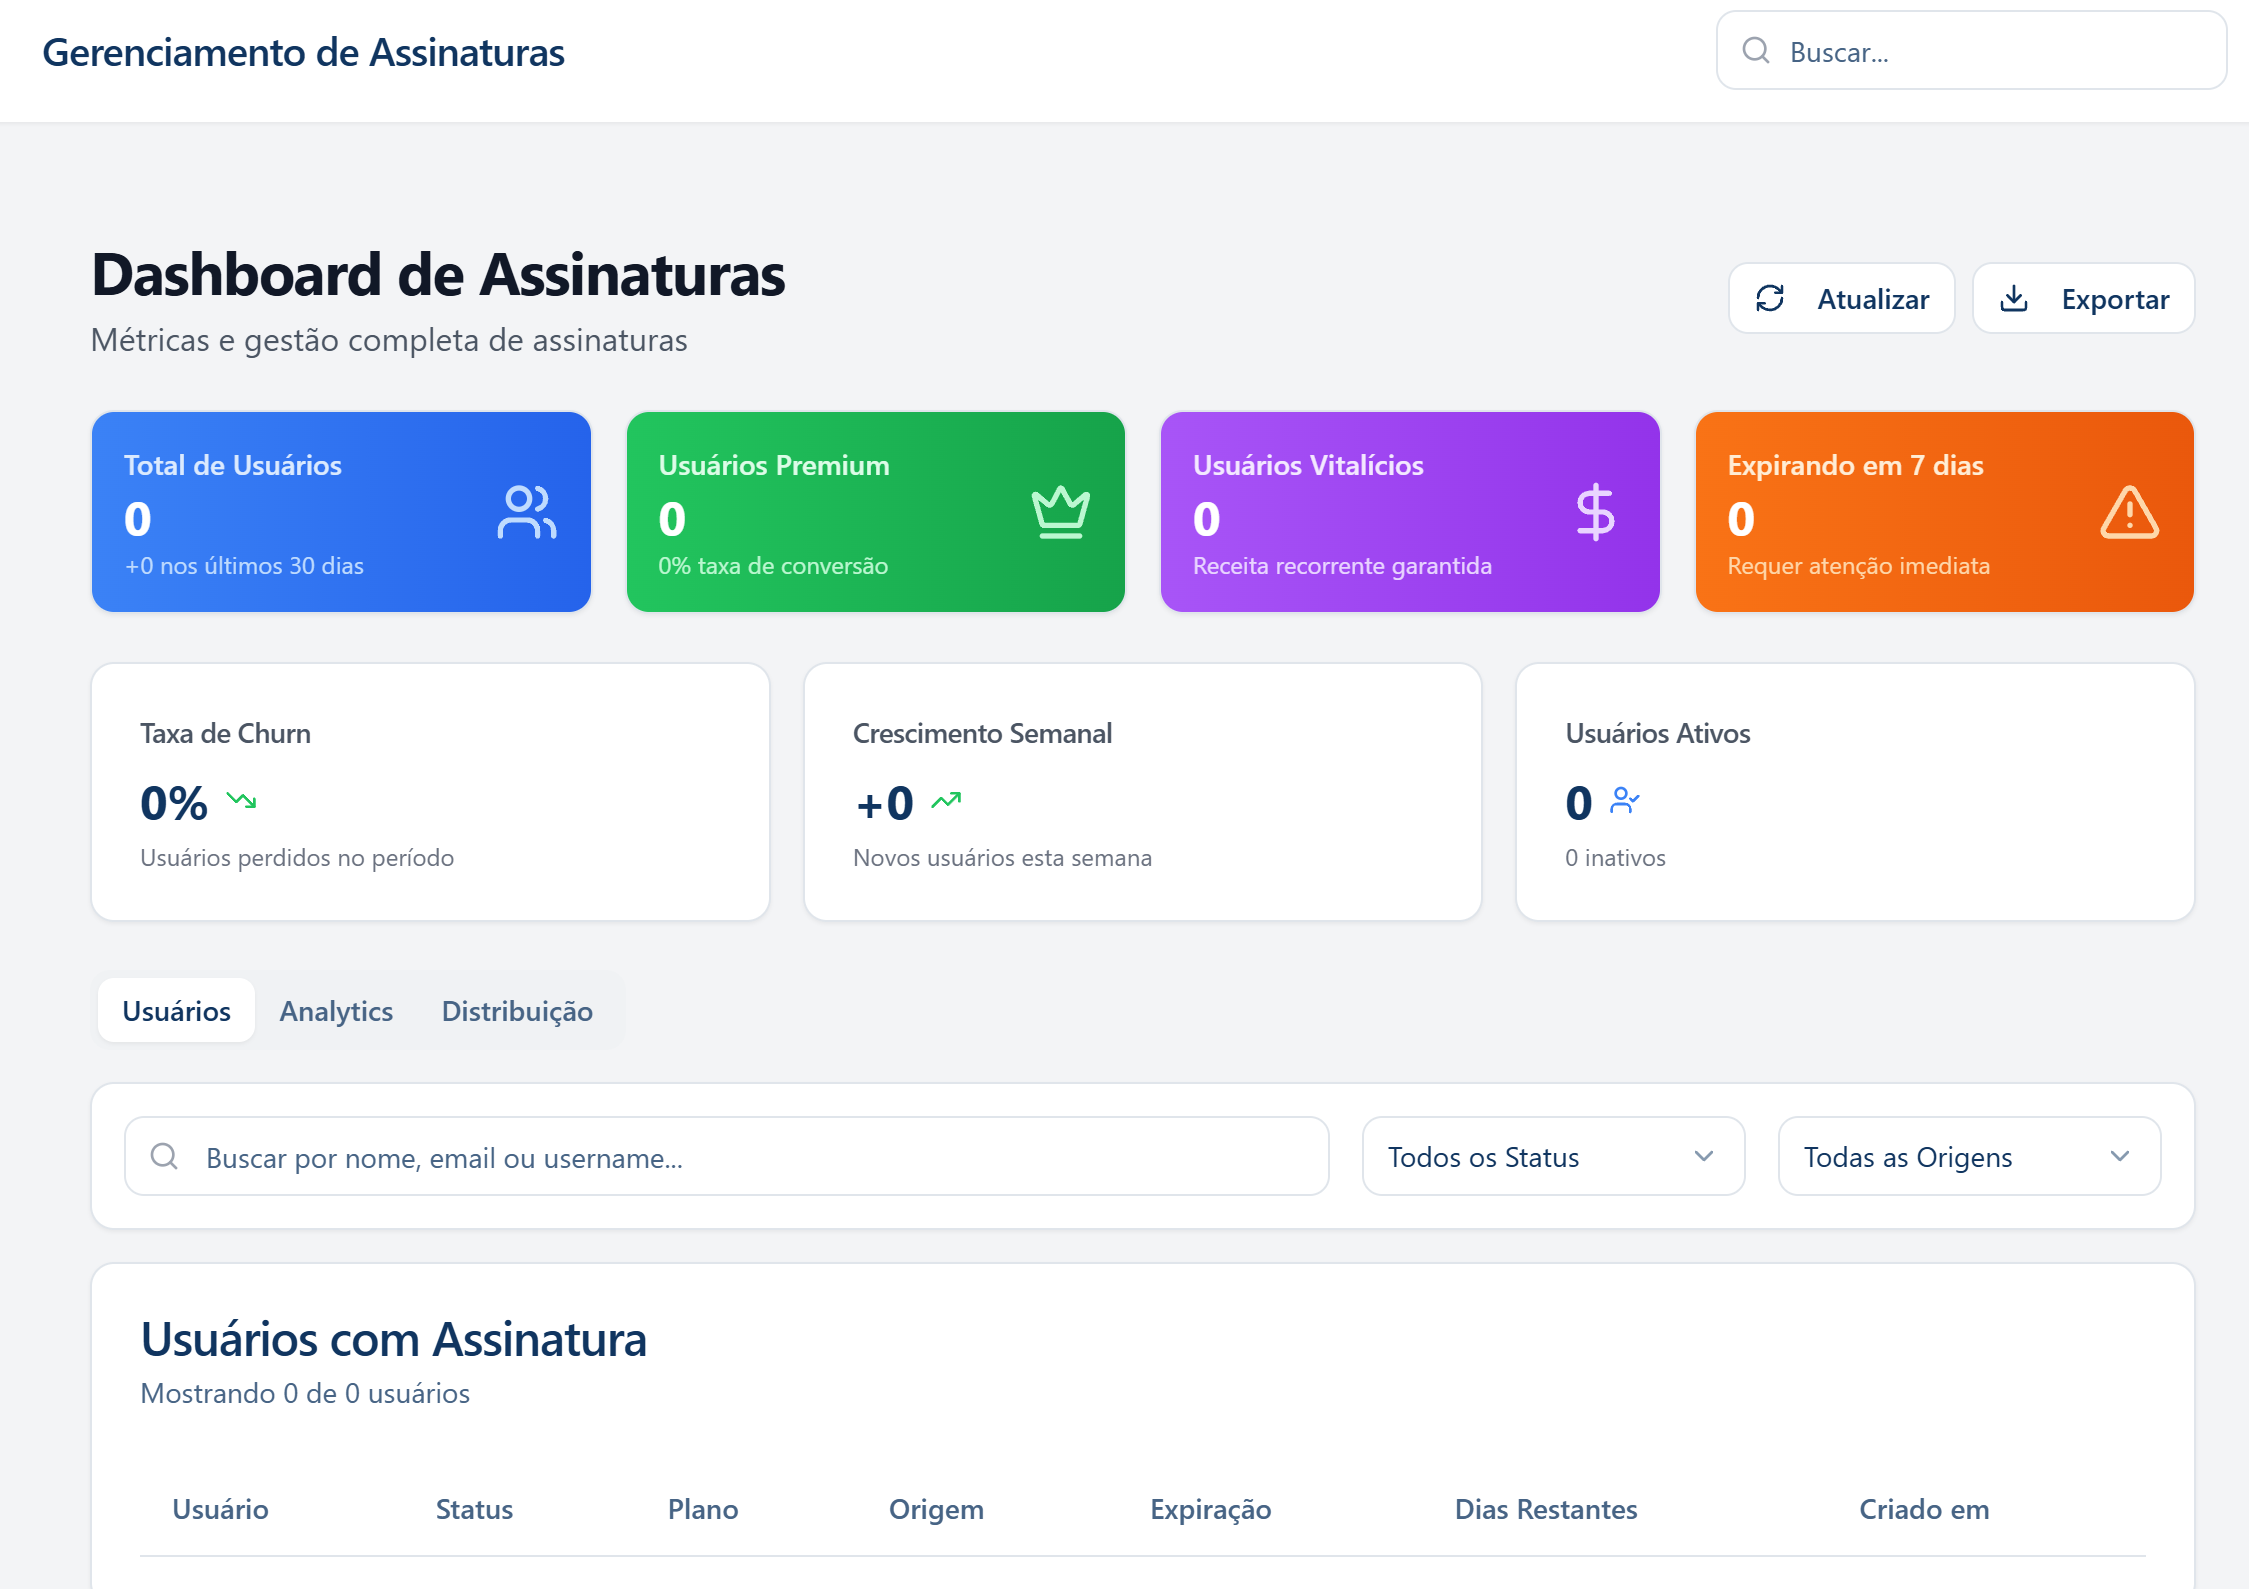 Gerenciamento de Assinaturas
Buscar...
Dashboard de Assinaturas
Métricas e gestão completa de assinaturas
Atualizar
Exportar
Total de Usuários
0
+0 nos últimos 30 dias
Usuários Premium
0
0% taxa de conversão
Usuários Vitalícios
0
Receita recorrente garantida
Expirando em 7 dias
0
Requer atenção imediata
Taxa de Churn
0%
Usuários perdidos no período
Crescimento Semanal
+0
Novos usuários esta semana
Usuários Ativos
0
0 inativos
Usuários
Analytics
Distribuição
Buscar por nome, email ou username...
Todos os Status
Todas as Origens
Usuários com Assinatura
Mostrando 0 de 0 usuários
Usuário Status Plano Origem Expiração Dias Restantes Criado em